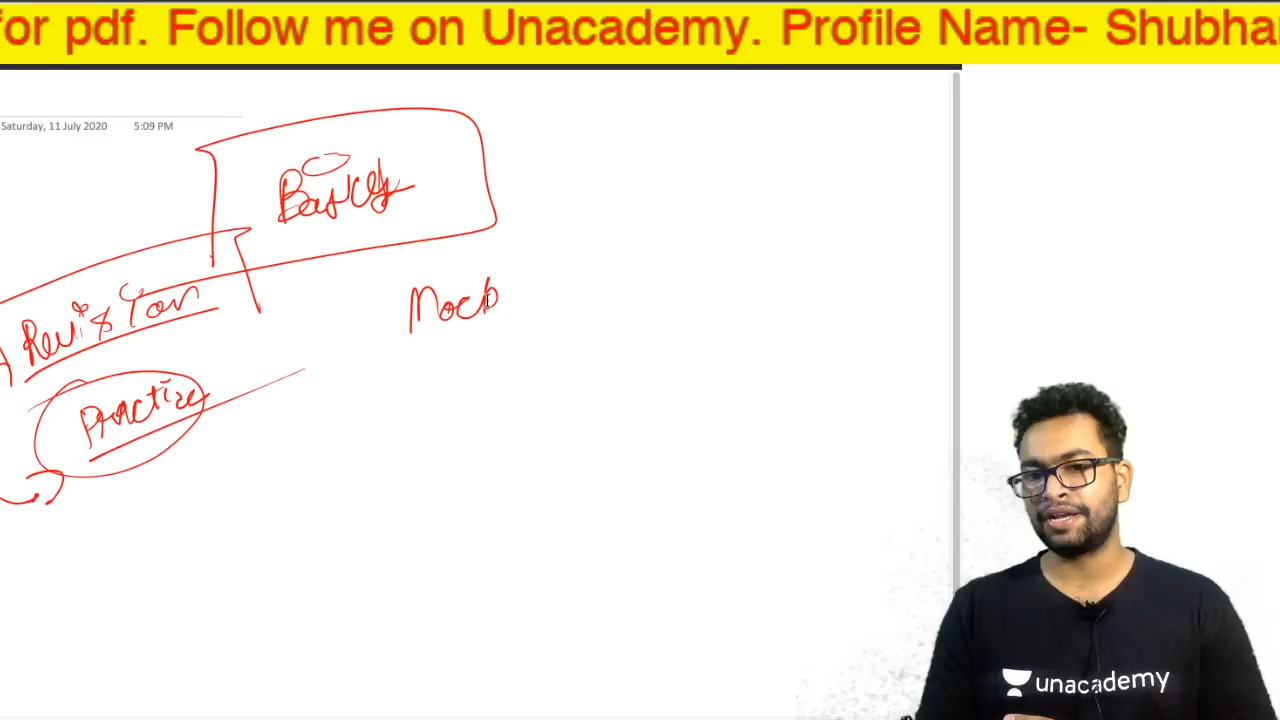 for pdf. Follow me on Unacademy. Profile Name- Shubha
Saturday, 11 July 2020 5:09 PM
Basics
Revision
Mock
Practice
unacademy